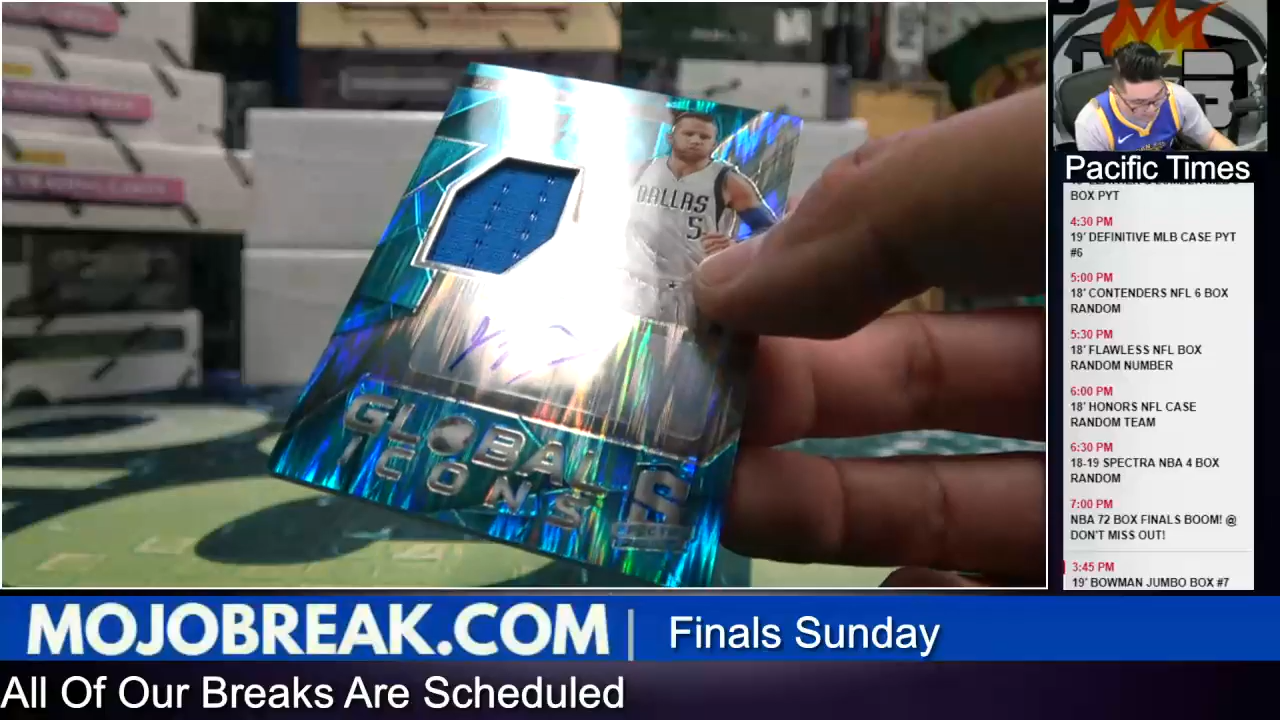 DALLAS
5
GLOBAL
ICONS
S
Pacific Times
BOX PYT
4:30 PM
19' DEFINITIVE MLB CASE PYT
#6
5:00 PM
18' CONTENDERS NFL 6 BOX
RANDOM
5:30 PM
18' FLAWLESS NFL BOX
RANDOM NUMBER
6:00 PM
18' HONORS NFL CASE
RANDOM TEAM
6:30 PM
18-19 SPECTRA NBA 4 BOX
RANDOM
7:00 PM
NBA 72 BOX FINALS BOOM! @
DON'T MISS OUT!
3:45 PM
19' BOWMAN JUMBO BOX #7
MOJOBREAK.COM | Finals Sunday
All Of Our Breaks Are Scheduled